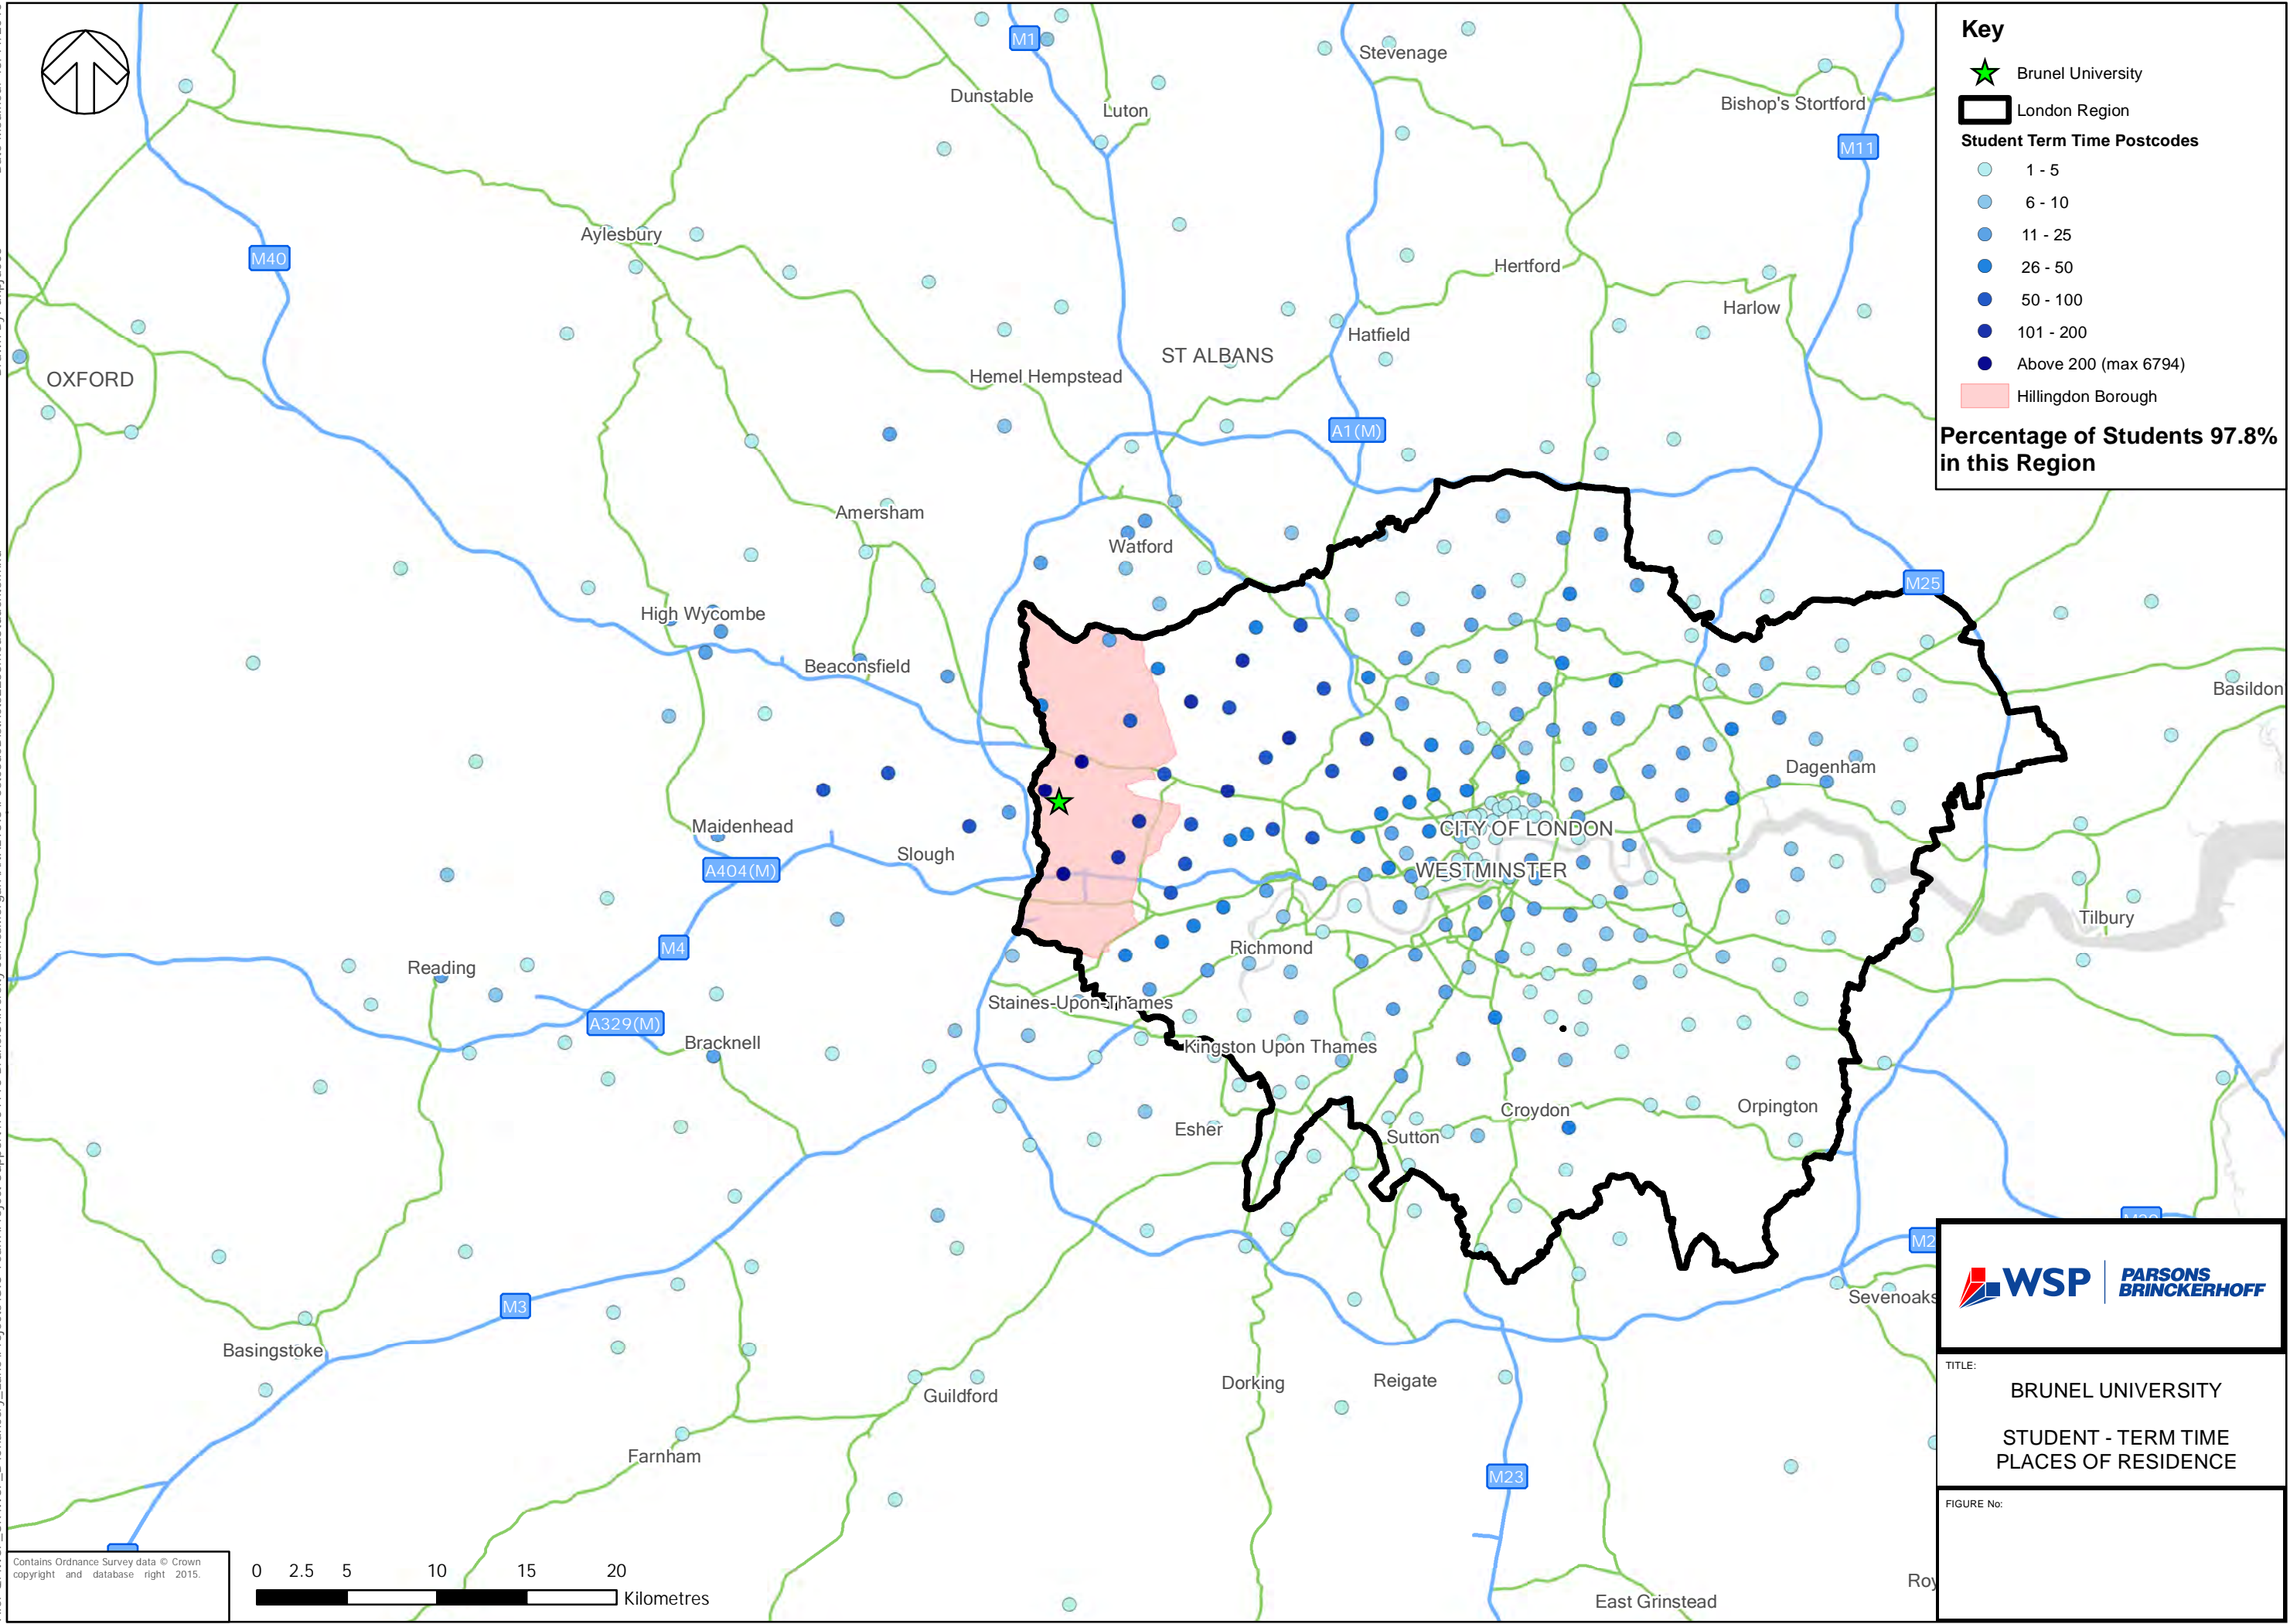 Key
Brunel University
London Region
Student Term Time Postcodes
1 - 5
6 - 10
11 - 25
26 - 50
50 - 100
101 - 200
Above 200 (max 6794)
Hillingdon Borough
Percentage of Students 97.8%
in this Region
M1
Stevenage
Dunstable
Luton
Bishop's Stortford
M11
Aylesbury
M40
Hertford
Harlow
Hatfield
ST ALBANS
OXFORD
Hemel Hempstead
A1(M)
Amersham
Watford
M25
High Wycombe
Beaconsfield
Basildon
Dagenham
Maidenhead
CITY OF LONDON
Slough
A404(M)
WESTMINSTER
Tilbury
M4
Richmond
Reading
Staines-Upon-Thames
A329(M)
Bracknell
Kingston Upon Thames
Orpington
Croydon
Esher
Sutton
M2
Sevenoaks
M3
Basingstoke
Guildford
Dorking
Reigate
Farnham
M23
Roy
East Grinstead
WSP
PARSONS
BRINCKERHOFF
TITLE:
BRUNEL UNIVERSITY
STUDENT - TERM TIME
PLACES OF RESIDENCE
FIGURE No:
Contains Ordnance Survey data © Crown
copyright and database right 2015.
0 2.5 5 10 15 20
Kilometres